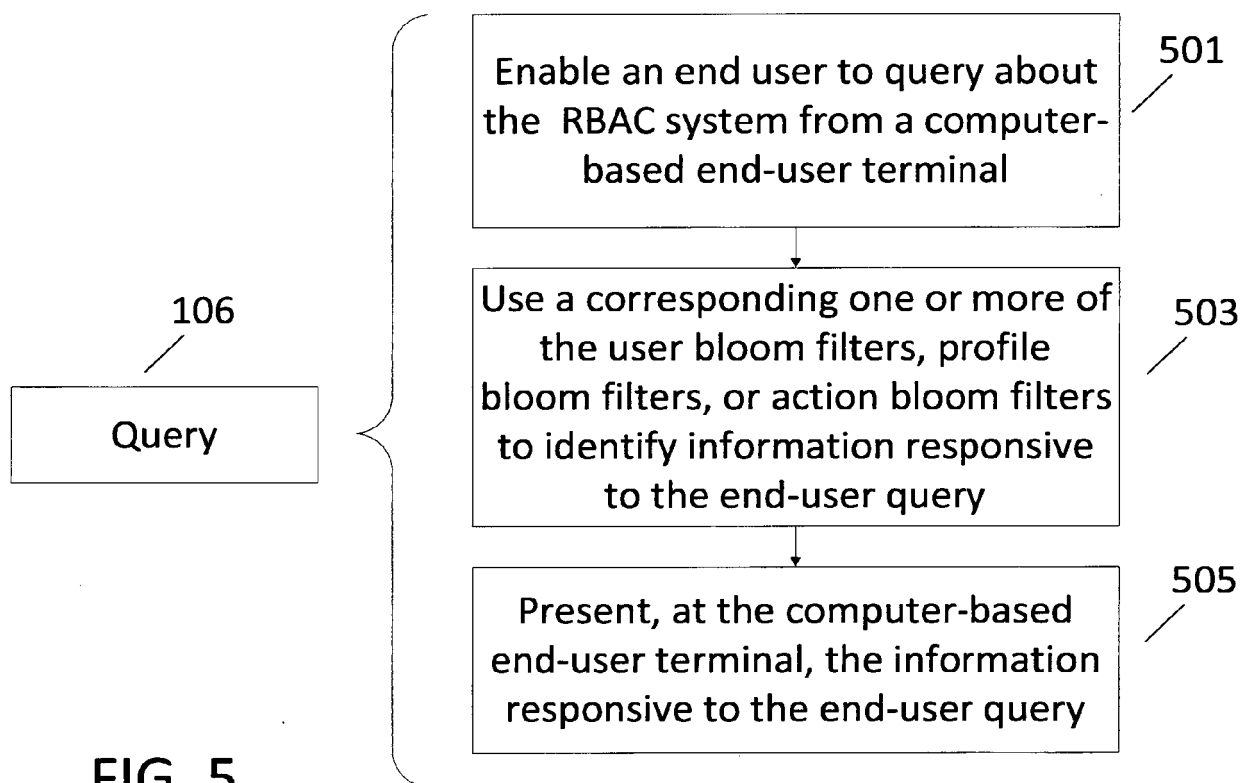 501
Enable an end user to query about
the RBAC system from a computer-
based end-user terminal
106
Query
503
Use a corresponding one or more of
the user bloom filters, profile
bloom filters, or action bloom filters
to identify information responsive
to the end-user query
505
Present, at the computer-based
end-user terminal, the information
responsive to the end-user query
FIG. 5